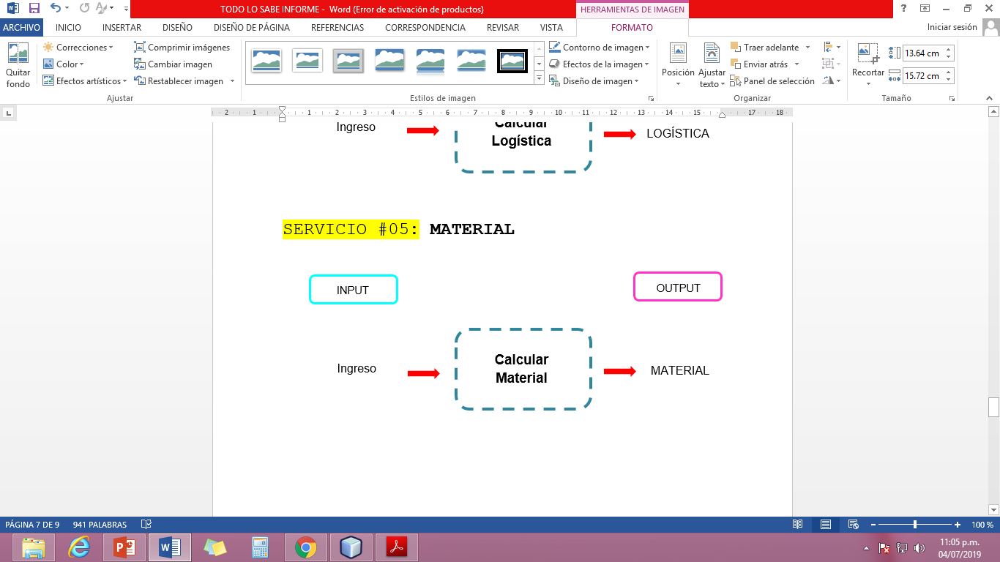 TODO LO SABE INFORME - Word (Error de activación de productos)
HERRAMIENTAS DE IMAGEN
?
ARCHIVO INICIO INSERTAR DISEÑO DISEÑO DE PÁGINA REFERENCIAS CORRESPONDENCIA REVISAR VISTA FORMATO Iniciar sesión
Quitar fondo
Correcciones
Color
Efectos artísticos
Comprimir imágenes
Cambiar imagen
Restablecer imagen
Ajustar
Estilos de imagen
Contorno de imagen
Efectos de la imagen
Diseño de imagen
Posición
Ajustar texto
Traer adelante
Enviar atrás
Panel de selección
Organizar
Recortar
13.64 cm
15.72 cm
Tamaño
2 1 1 2 3 4 5 6 7 8 9 10 11 12 13 14 15 17 18
Ingreso
Calcular
Logística
LOGÍSTICA
SERVICIO #05: MATERIAL
INPUT
OUTPUT
Ingreso
Calcular
Material
MATERIAL
PÁGINA 7 DE 9 941 PALABRAS 100 %
11:05 p.m.
04/07/2019